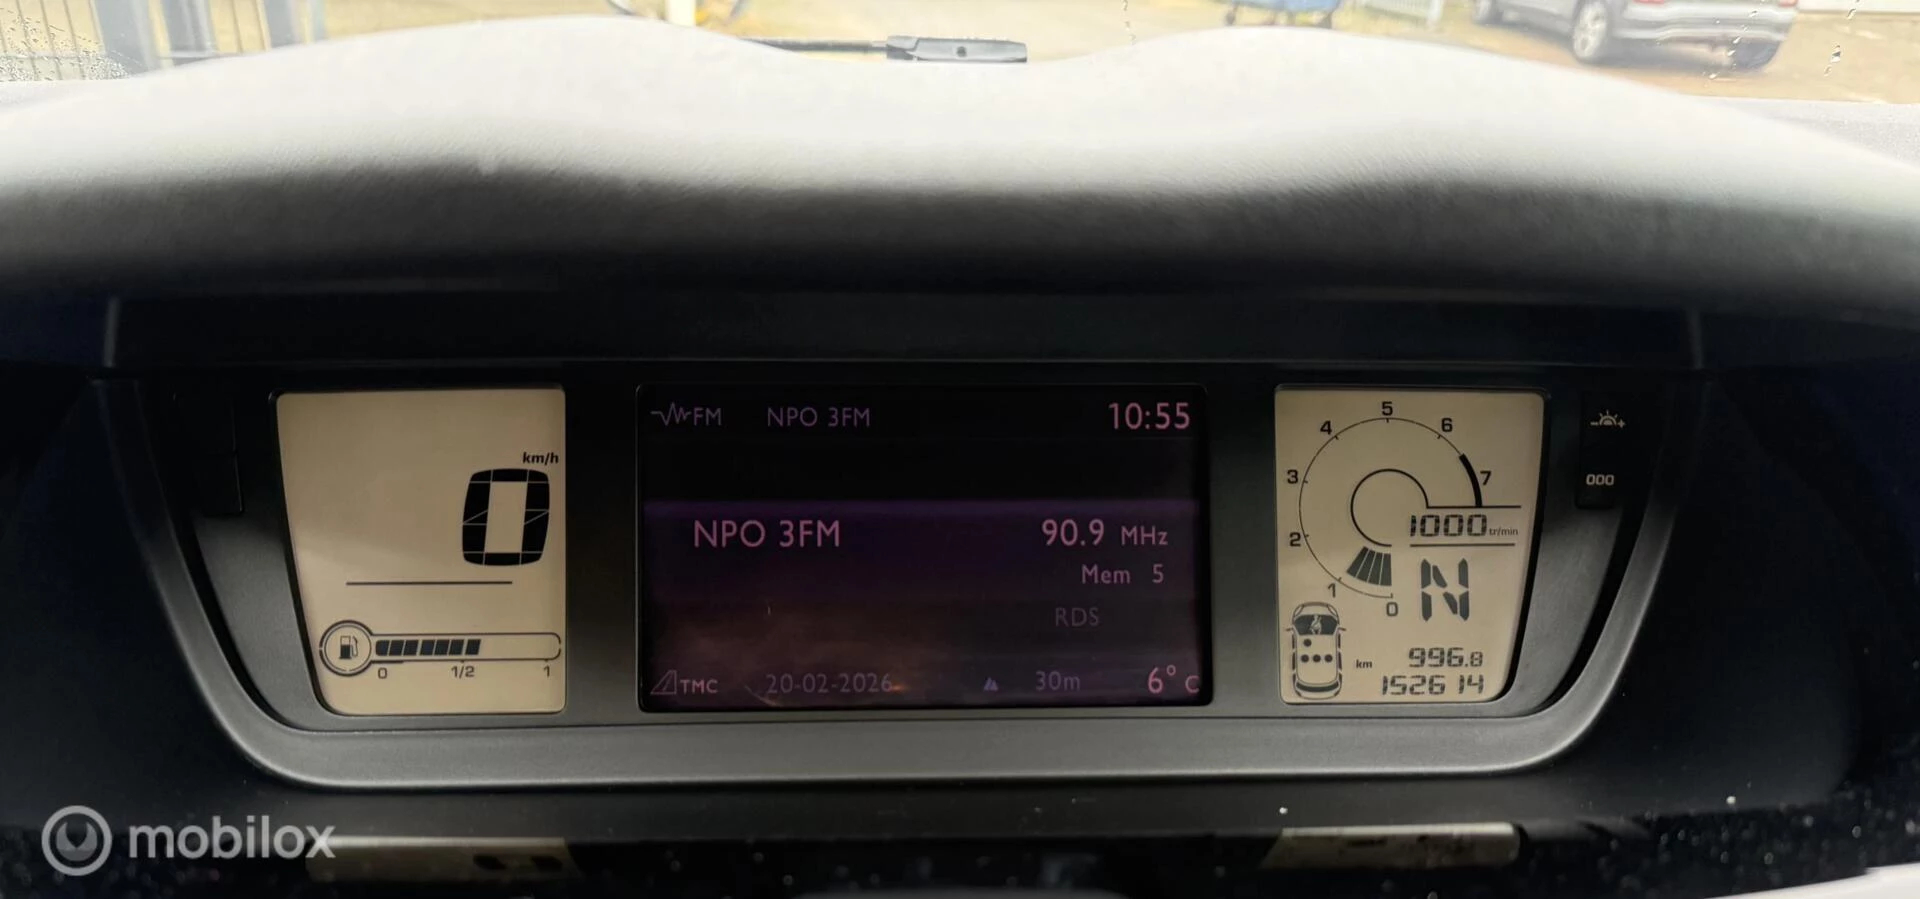 km/h
0
0 1/2 1
FM NPO 3FM 10:55
NPO 3FM 90.9 MHz
Mem 5
RDS
TMC 20-02-2026 30m 6° C
0 1 2 3 4 5 6 7
1000 tr/min
N
km 996.8
152614
000
mobilox